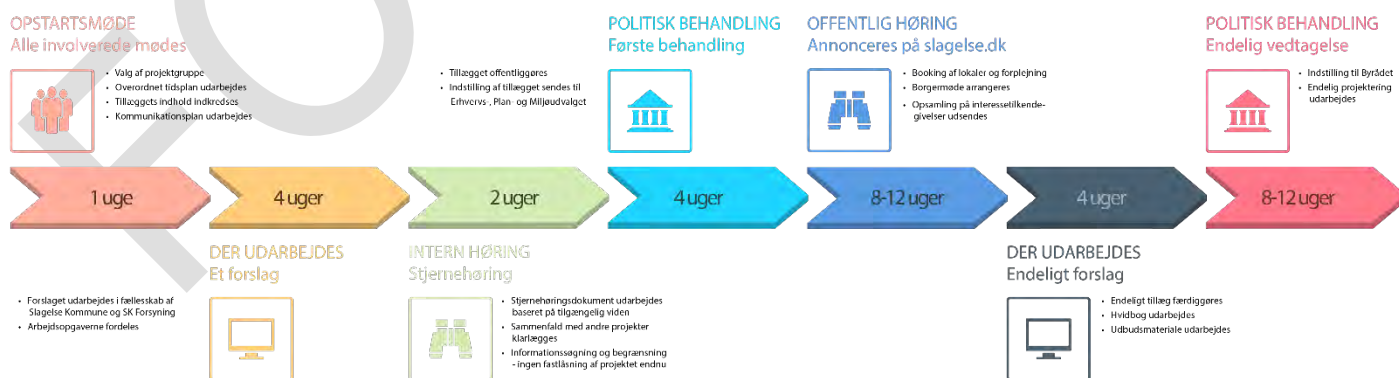 OPSTARTSMØDE
Alle involverede mødes
• Valg af projektgruppe
• Overordnet tidsplan udarbejdes
• Tillæggets indhold indkredses
• Kommunikationsplan udarbejdes
• Tillægget offentliggøres
• Indstilling af tillægget sendes til
Erhvervs-, Plan- og Miljøudvalget
POLITISK BEHANDLING
Første behandling
OFFENTLIG HØRING
Annonceres på slagelse.dk
• Booking af lokaler og forplejning
• Borgermøde arrangeres
• Opsamling på interessetilkende-
givelser udsendes
POLITISK BEHANDLING
Endelig vedtagelse
• Indstilling til Byrådet
• Endelig projektering
udarbejdes
1 uge
4 uger
2 uger
4 uger
8-12 uger
4 uger
8-12 uger
• Forslaget udarbejdes i fællesskab af
Slagelse Kommune og SK Forsyning
• Arbejdsopgaverne fordeles
DER UDARBEJDES
Et forslag
INTERN HØRING
Stjernehøring
• Stjernehøringsdokument udarbejdes
baseret på tilgængelig viden
• Sammenfald med andre projekter
klarlægges
• Informationssøgning og begrænsning
- ingen fastlåsning af projektet endnu
DER UDARBEJDES
Endeligt forslag
• Endeligt tillæg færdiggøres
• Hvidbog udarbejdes
• Udbudsmateriale udarbejdes